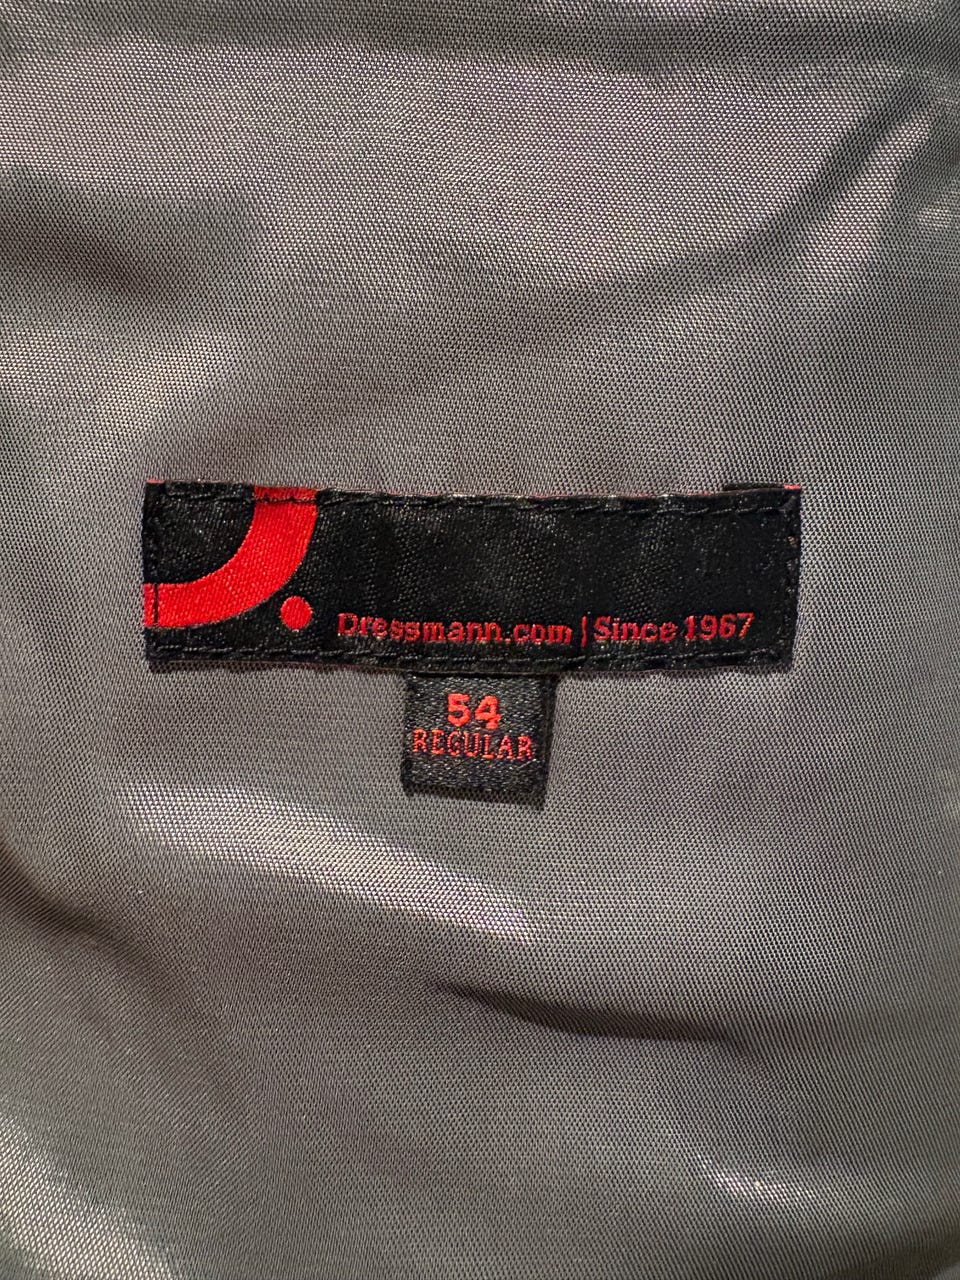 Dressmann.com | Since 1967
54
REGULAR